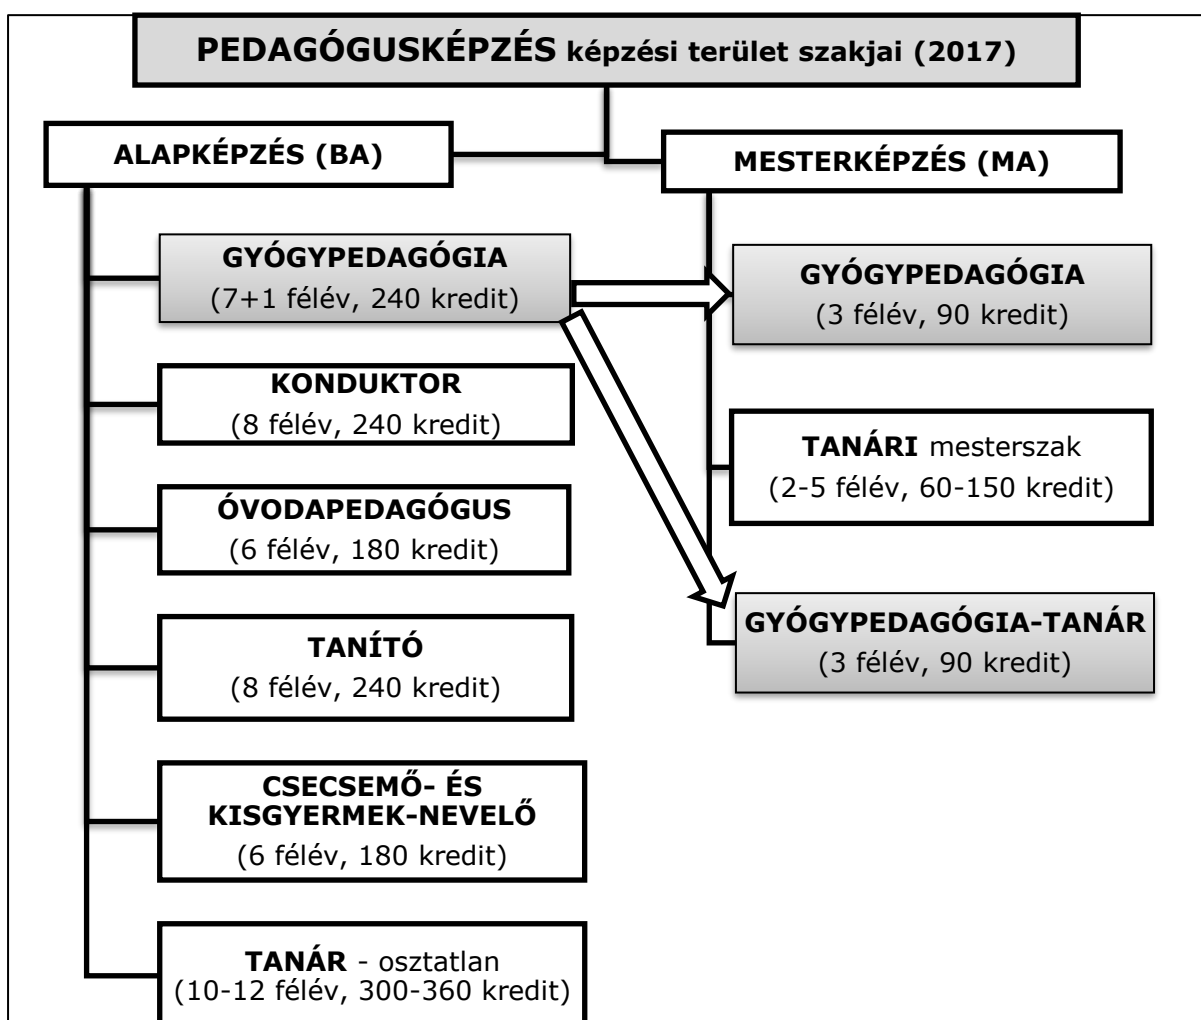 PEDAGÓGUSKÉPZÉS képzési terület szakjai (2017)
ALAPKÉPZÉS (BA)
MESTERKÉPZÉS (MA)
GYÓGYPEDAGÓGIA
(7+1 félév, 240 kredit)
KONDUKTOR
(8 félév, 240 kredit)
ÓVODAPEDAGÓGUS
(6 félév, 180 kredit)
TANÍTÓ
(8 félév, 240 kredit)
CSECSEMŐ- ÉS
KISGYERMEK-NEVELŐ
(6 félév, 180 kredit)
TANÁR - osztatlan
(10-12 félév, 300-360 kredit)
GYÓGYPEDAGÓGIA
(3 félév, 90 kredit)
TANÁRI mesterszak
(2-5 félév, 60-150 kredit)
GYÓGYPEDAGÓGIA-TANÁR
(3 félév, 90 kredit)